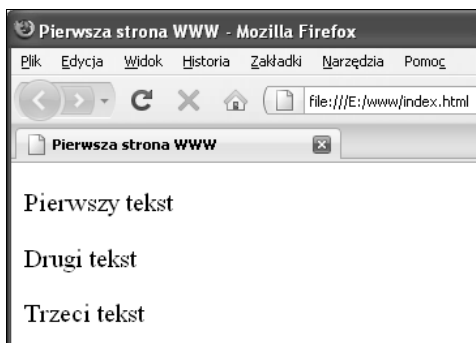 Pierwsza strona WWW - Mozilla Firefox
Plik Edycja Widok Historia Zakładki Narzędzia Pomoc
file:///E:/www/index.html
Pierwsza strona WWW
Pierwszy tekst
Drugi tekst
Trzeci tekst